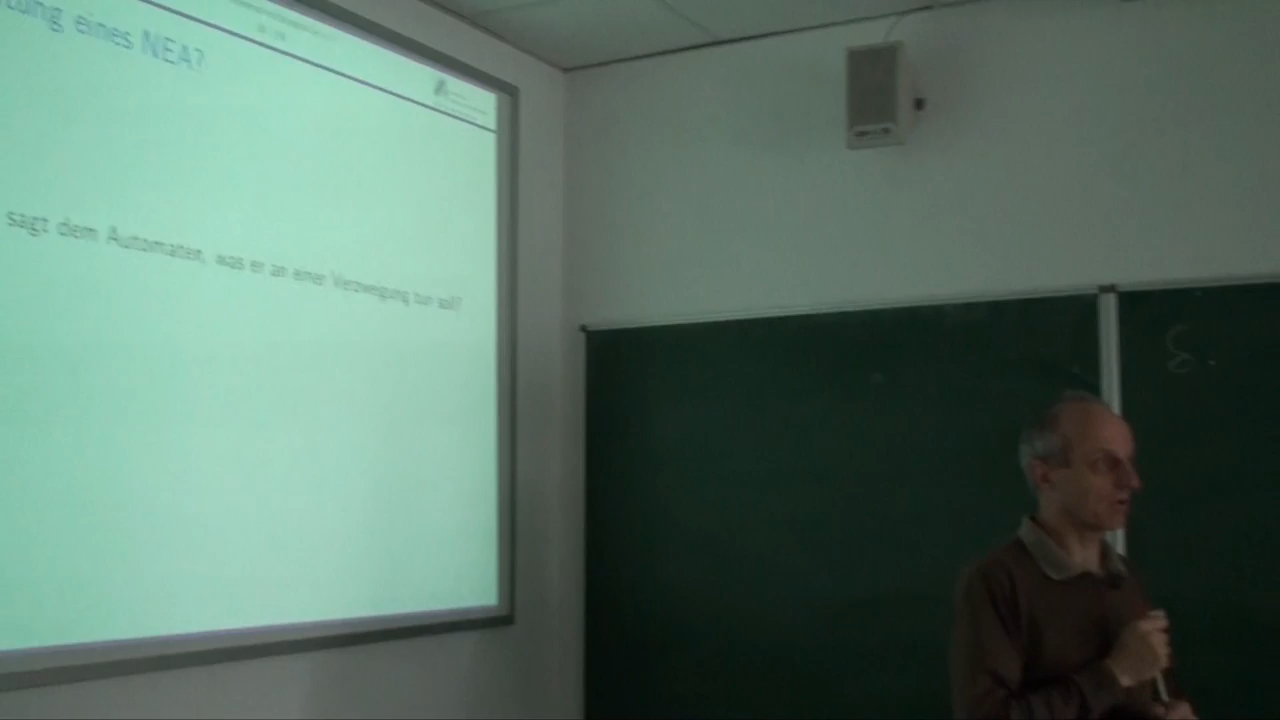 eines NEA?
sagt dem Automaten, was er an einer Verzweigung tun soll?